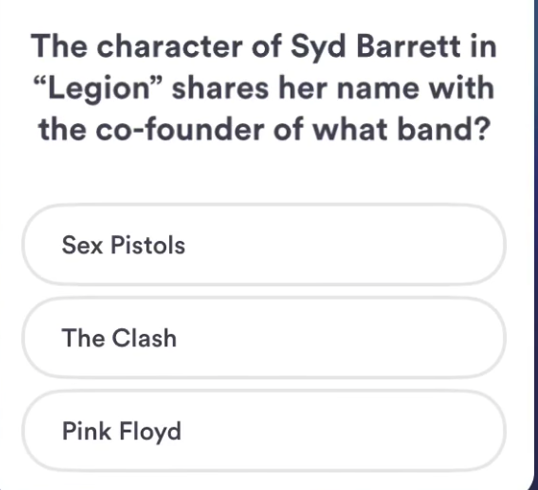 The character of Syd Barrett in
“Legion” shares her name with
the co-founder of what band?
Sex Pistols
The Clash
Pink Floyd